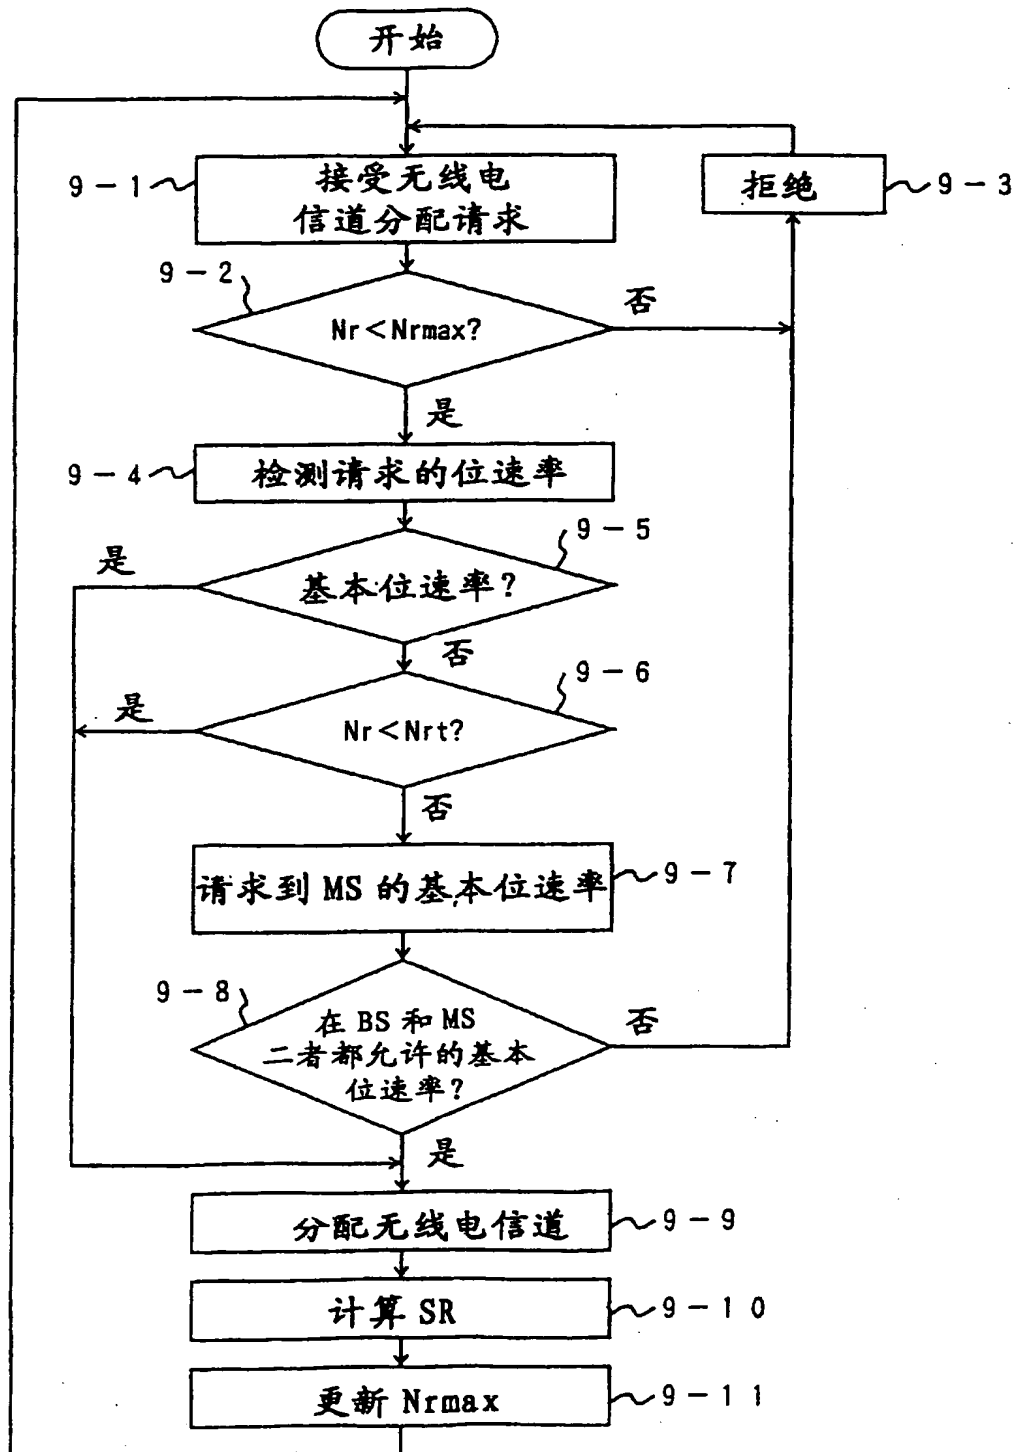 开始
9-1
接受无线电
信道分配请求
拒绝
9-3
9-2
Nr<Nrmax?
否
是
9-4
检测请求的位速率
9-5
是
基本位速率?
否
9-6
是
Nr<Nrt?
否
请求到 MS 的基本位速率
9-7
9-8
在 BS 和 MS
二者都允许的基本
位速率?
否
是
分配无线电信道
9-9
计算 SR
9-10
更新 Nrmax
9-11